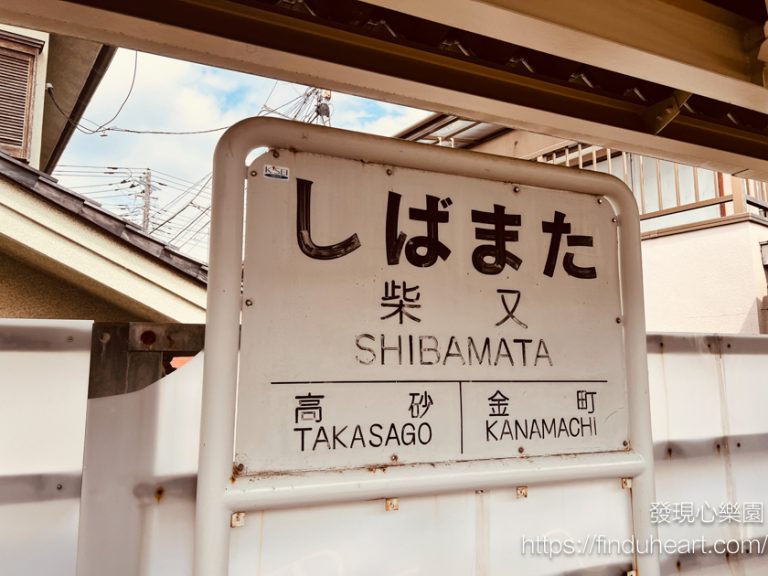 KSEI
しばまた
柴又
SHIBAMATA
高砂 金町
TAKASAGO KANAMACHI
發現心樂園
https://finduheart.com/